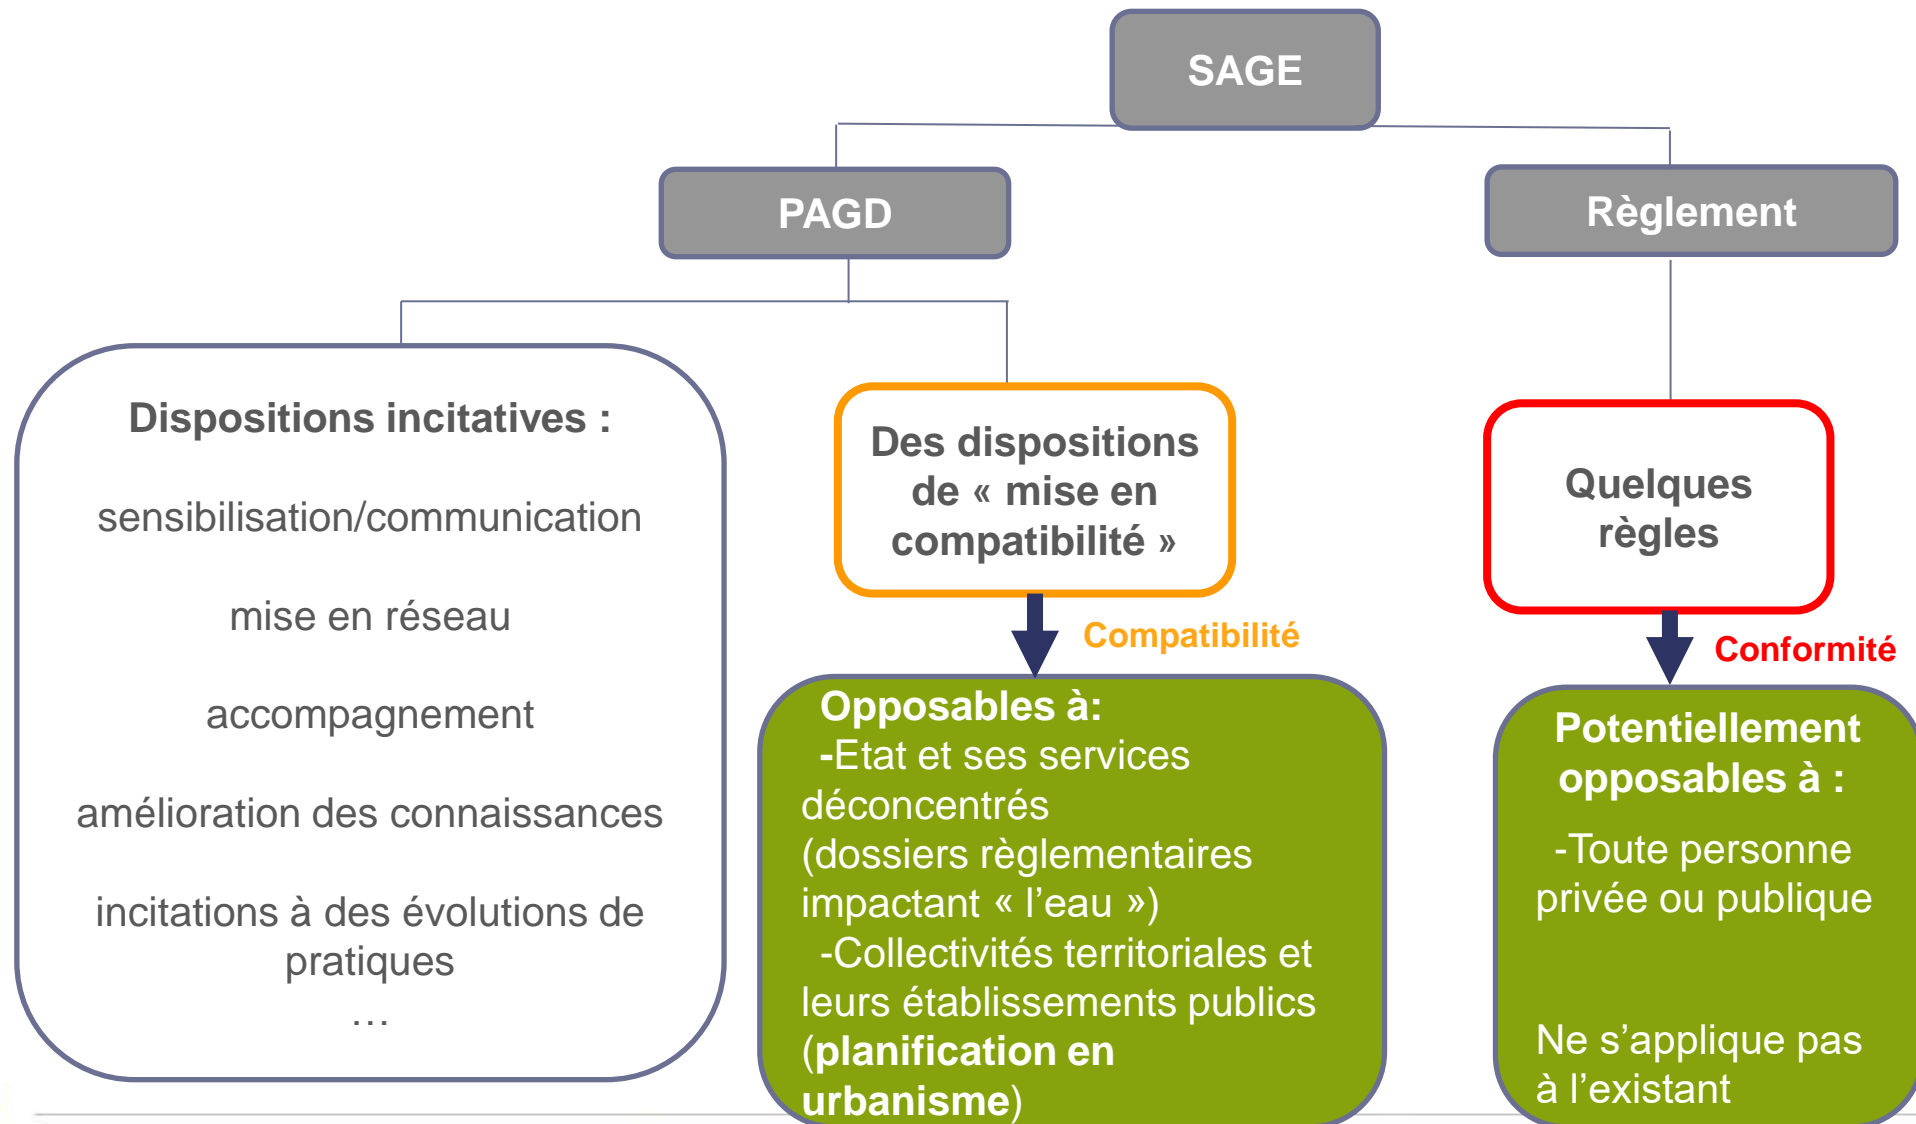 SAGE
PAGD
Règlement
Dispositions incitatives :
sensibilisation/communication
mise en réseau
accompagnement
amélioration des connaissances
incitations à des évolutions de
pratiques
…
Des dispositions
de « mise en
compatibilité »
Compatibilité
Opposables à:
-Etat et ses services
déconcentrés
(dossiers règlementaires
impactant « l’eau »)
-Collectivités territoriales et
leurs établissements publics
(planification en
urbanisme)
Quelques
règles
Conformité
Potentiellement
opposables à :
-Toute personne
privée ou publique
Ne s’applique pas
à l’existant